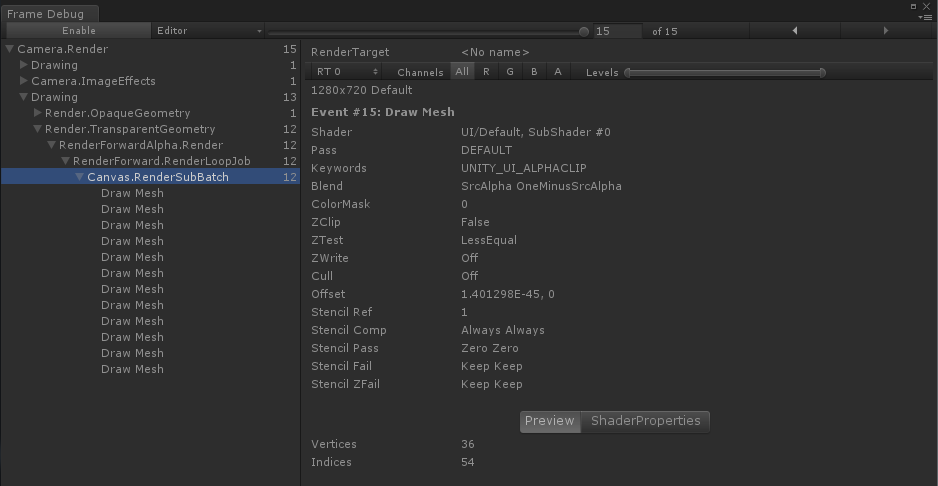 Frame Debug
Enable
Editor
15
of 15
Camera.Render 15
Drawing 1
Camera.ImageEffects 1
Drawing 13
Render.OpaqueGeometry 1
Render.TransparentGeometry 12
RenderForwardAlpha.Render 12
RenderForward.RenderLoopJob 12
Canvas.RenderSubBatch 12
Draw Mesh
Draw Mesh
Draw Mesh
Draw Mesh
Draw Mesh
Draw Mesh
Draw Mesh
Draw Mesh
Draw Mesh
Draw Mesh
Draw Mesh
Draw Mesh
RenderTarget <No name>
RT 0 Channels All R G B A Levels
1280x720 Default
Event #15: Draw Mesh
Shader UI/Default, SubShader #0
Pass DEFAULT
Keywords UNITY_UI_ALPHACLIP
Blend SrcAlpha OneMinusSrcAlpha
ColorMask 0
ZClip False
ZTest LessEqual
ZWrite Off
Cull Off
Offset 1.401298E-45, 0
Stencil Ref 1
Stencil Comp Always Always
Stencil Pass Zero Zero
Stencil Fail Keep Keep
Stencil ZFail Keep Keep
Preview ShaderProperties
Vertices 36
Indices 54